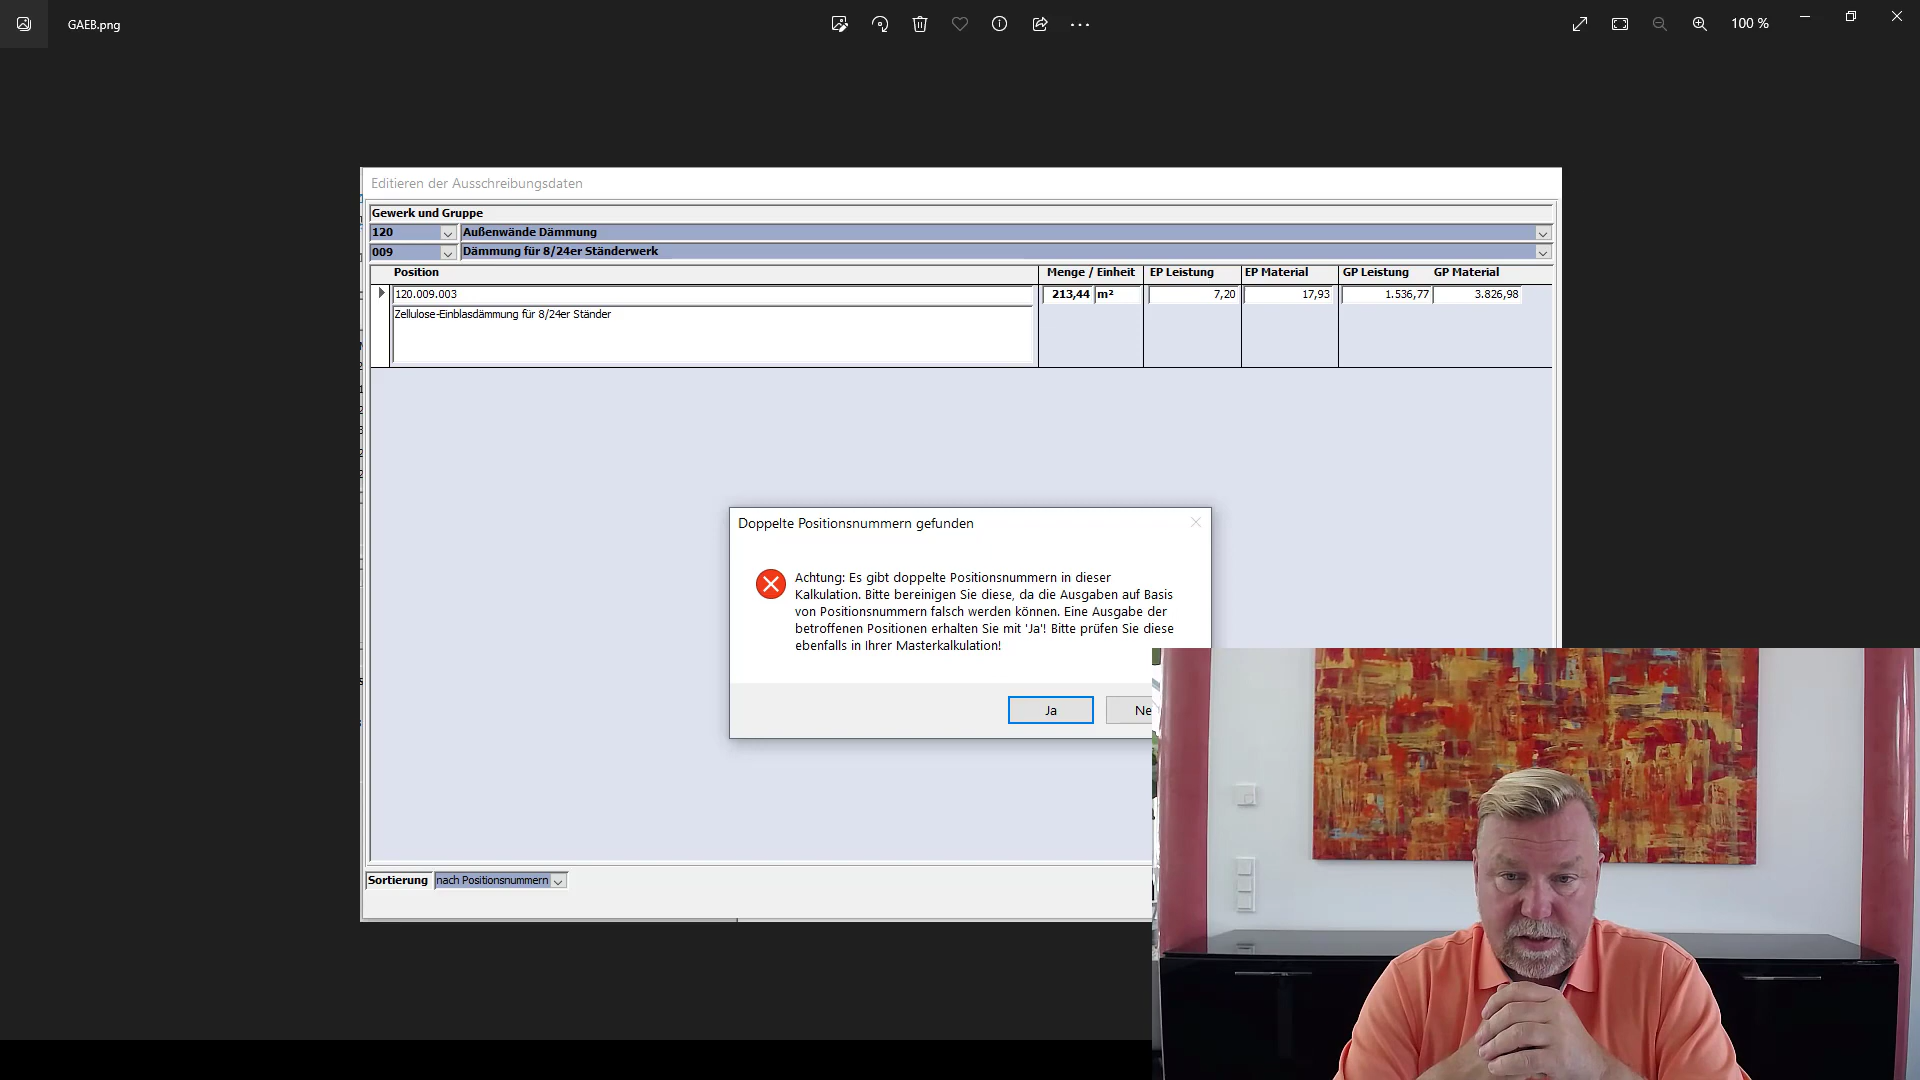 GAEB.png
100 %
Editieren der Ausschreibungsdaten
Gewerk und Gruppe
120 Außenwände Dämmung
009 Dämmung für 8/24er Ständerwerk
Position Menge / Einheit EP Leistung EP Material GP Leistung GP Material
120.009.003 213,44 m² 7,20 17,93 1.536,77 3.826,98
Zellulose-Einblasdämmung für 8/24er Ständer
Doppelte Positionsnummern gefunden
Achtung: Es gibt doppelte Positionsnummern in dieser
Kalkulation. Bitte bereinigen Sie diese, da die Ausgaben auf Basis
von Positionsnummern falsch werden können. Eine Ausgabe der
betroffenen Positionen erhalten Sie mit 'Ja'! Bitte prüfen Sie diese
ebenfalls in Ihrer Masterkalkulation!
Ja Ne
Sortierung nach Positionsnummern